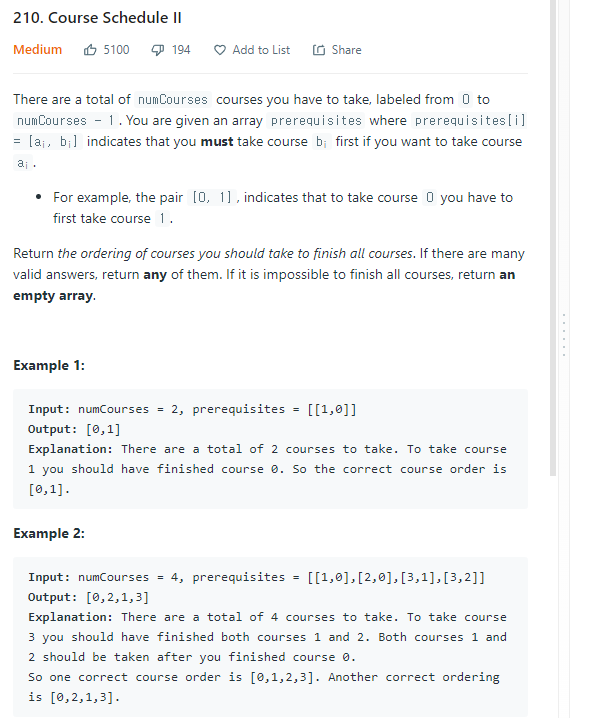 210. Course Schedule II
Medium 5100 194 Add to List Share
There are a total of numCourses courses you have to take, labeled from 0 to
numCourses - 1. You are given an array prerequisites where prerequisites[i]
= [aᵢ, bᵢ] indicates that you must take course bᵢ first if you want to take course
aᵢ.
• For example, the pair [0, 1], indicates that to take course 0 you have to
first take course 1.
Return the ordering of courses you should take to finish all courses. If there are many
valid answers, return any of them. If it is impossible to finish all courses, return an
empty array.
Example 1:
Input: numCourses = 2, prerequisites = [[1,0]]
Output: [0,1]
Explanation: There are a total of 2 courses to take. To take course
1 you should have finished course 0. So the correct course order is
[0,1].
Example 2:
Input: numCourses = 4, prerequisites = [[1,0],[2,0],[3,1],[3,2]]
Output: [0,2,1,3]
Explanation: There are a total of 4 courses to take. To take course
3 you should have finished both courses 1 and 2. Both courses 1 and
2 should be taken after you finished course 0.
So one correct course order is [0,1,2,3]. Another correct ordering
is [0,2,1,3].